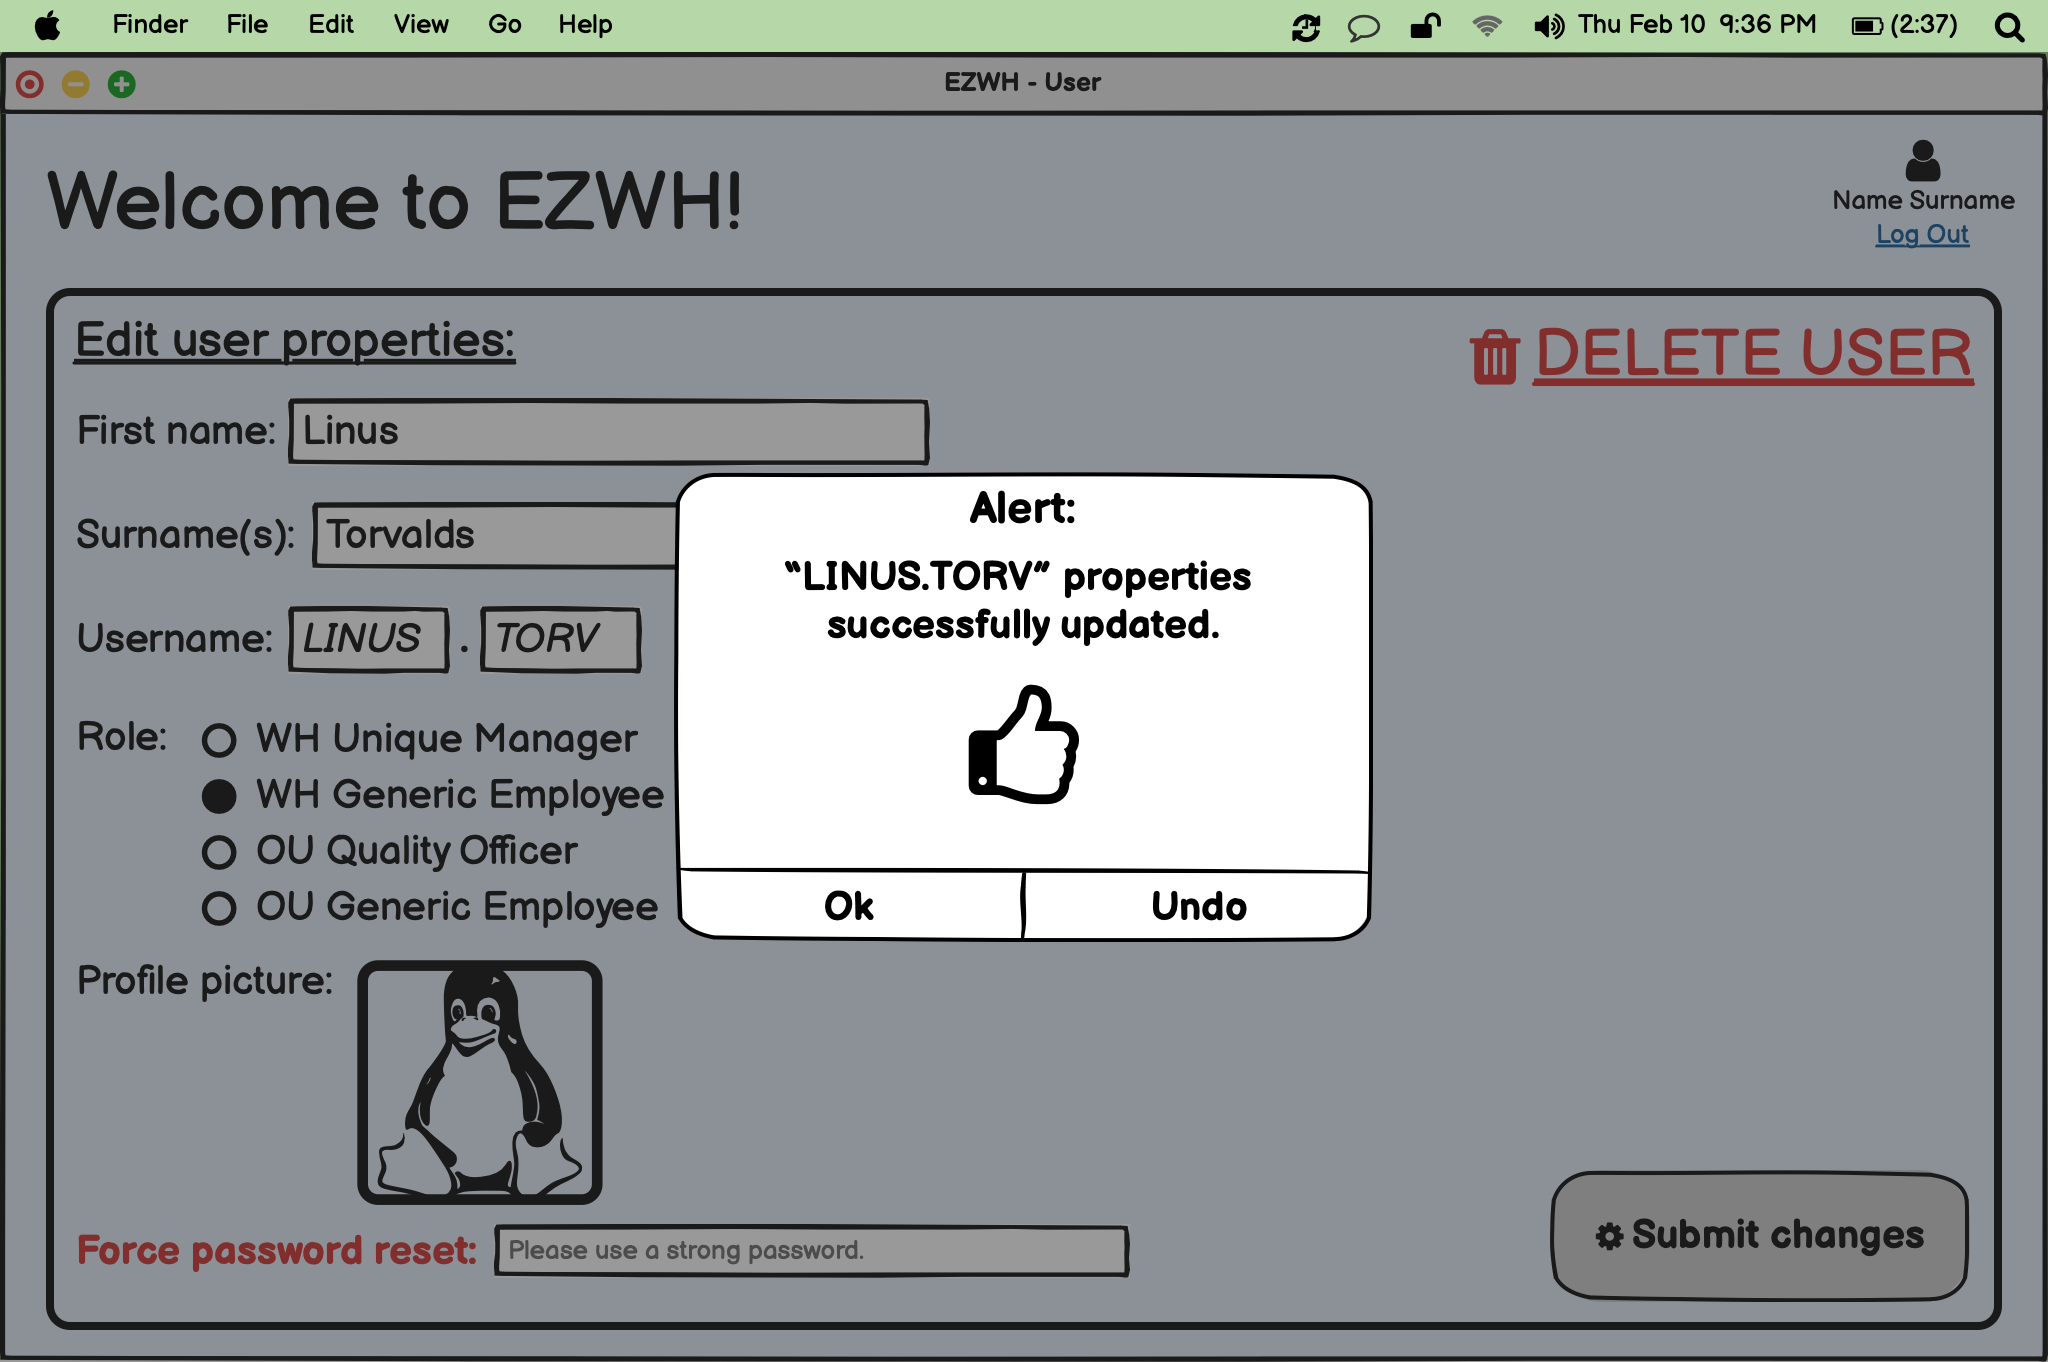 Finder File Edit View Go Help Thu Feb 10 9:36 PM (2:37)
EZWH - User
Welcome to EZWH!
Name Surname
Log Out
Edit user properties:
DELETE USER
First name: Linus
Surname(s): Torvalds
Username: LINUS . TORV
Role:
WH Unique Manager
WH Generic Employee
OU Quality Officer
OU Generic Employee
Alert:
“LINUS.TORV” properties
successfully updated.
Ok Undo
Profile picture:
Force password reset: Please use a strong password.
Submit changes